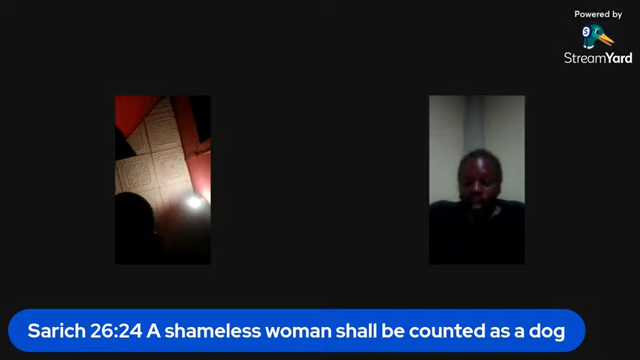 Powered by
StreamYard
Sarich 26:24 A shameless woman shall be counted as a dog